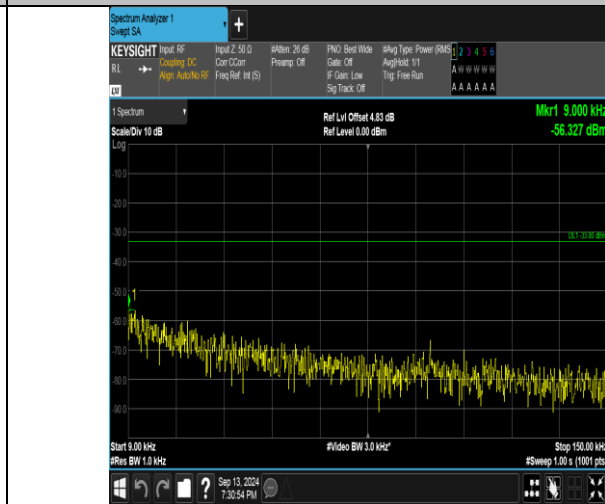 Spectrum Analyzer 1
Swept SA
+
KEYSIGHT
RL
Input: RF
Coupling: DC
Align: Auto/No RF
Input Z: 50 Ω
Corr CCorr
Freq Ref: Int (S)
#Atten: 26 dB
Preamp: Off
PNO: Best Wide
Gate: Off
IF Gain: Low
Sig Track: Off
#Avg Type: Power (RMS
Avg|Hold: 1/1
Trig: Free Run
1 2 3 4 5 6
A W W W W W
A A A A A A
1 Spectrum
Scale/Div 10 dB
Ref Lvl Offset 4.83 dB
Ref Level 0.00 dBm
Mkr1 9.000 kHz
-56.327 dBm
Log
-10.0
-20.0
-30.0
-40.0
-50.0
-60.0
-70.0
-80.0
-90.0
1
Start 9.00 kHz
#Res BW 1.0 kHz
#Video BW 3.0 kHz*
Stop 150.00 kHz
#Sweep 1.00 s (1001 pts)
?
Sep 13, 2024
7:30:54 PM